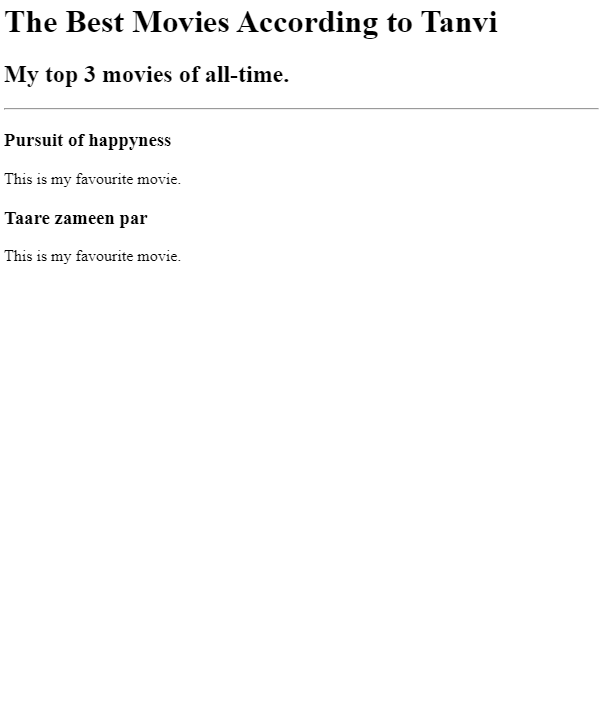 The Best Movies According to Tanvi
My top 3 movies of all-time.
Pursuit of happyness
This is my favourite movie.
Taare zameen par
This is my favourite movie.